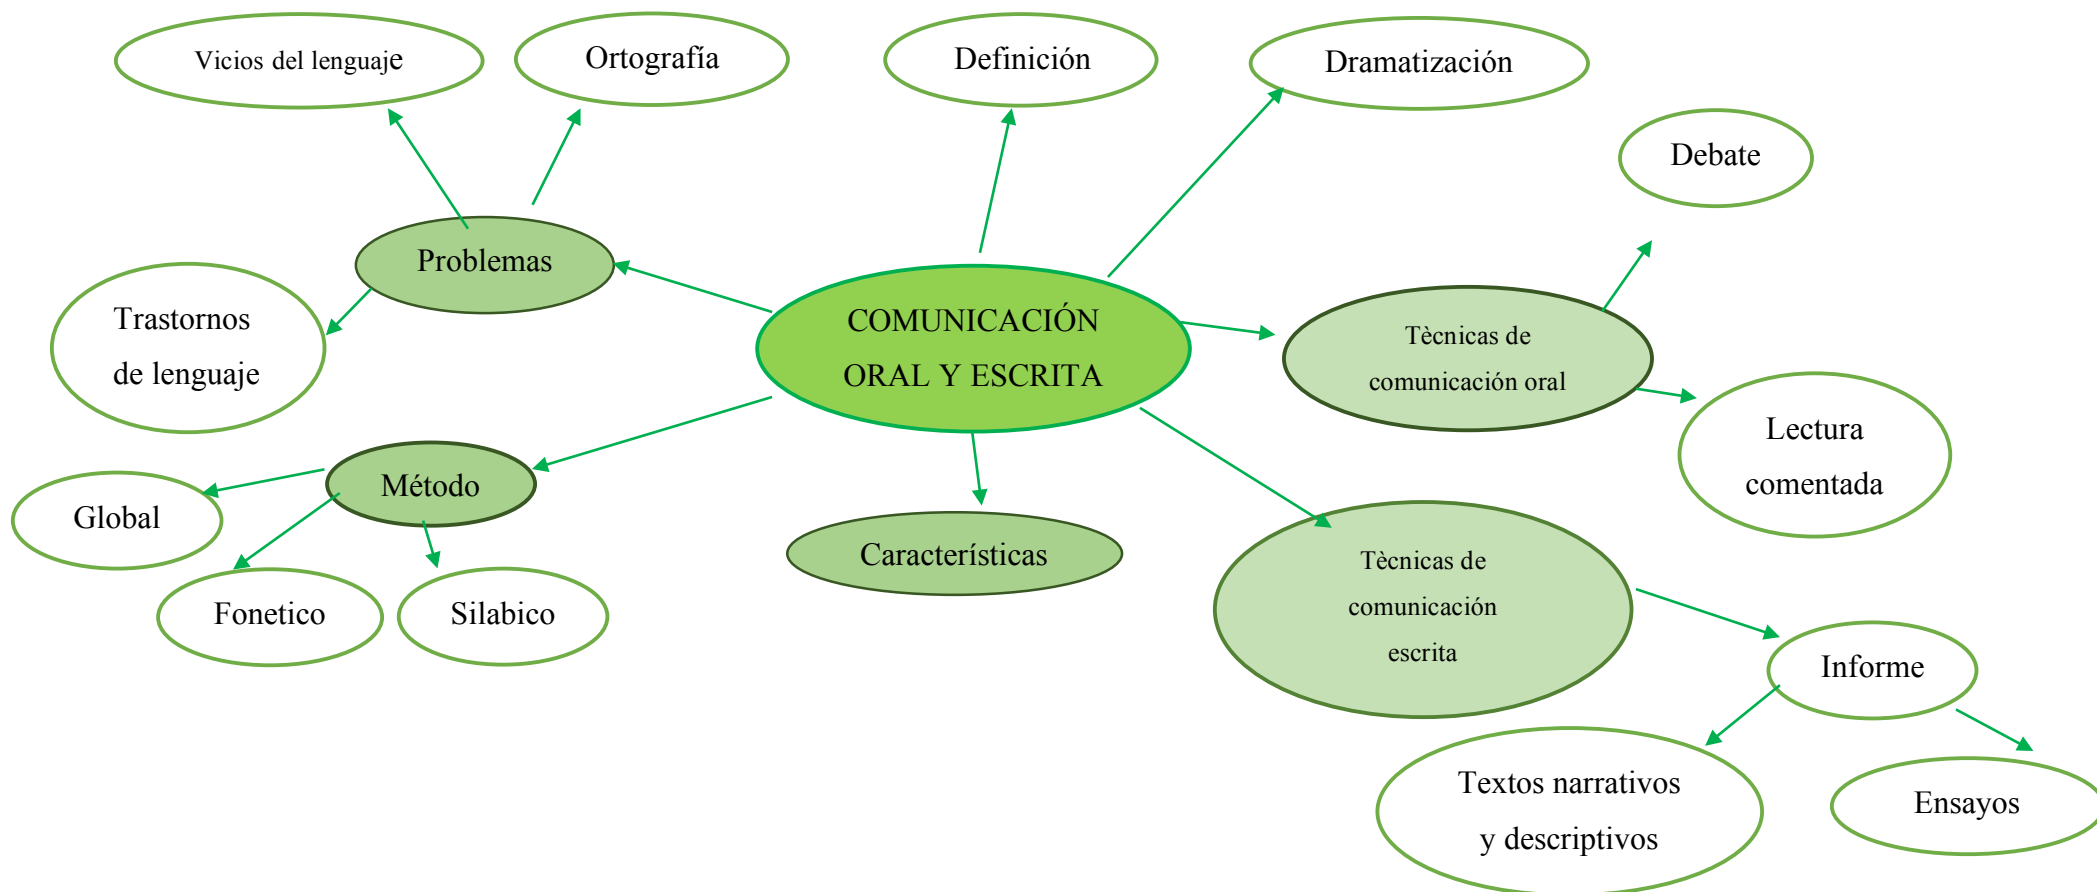 Vicios del lenguaje
Ortografía
Definición
Dramatización
Debate
Problemas
Trastornos
de lenguaje
COMUNICACIÓN
ORAL Y ESCRITA
Tècnicas de
comunicación oral
Lectura
comentada
Método
Global
Fonetico
Silabico
Características
Tècnicas de
comunicación
escrita
Informe
Textos narrativos
y descriptivos
Ensayos